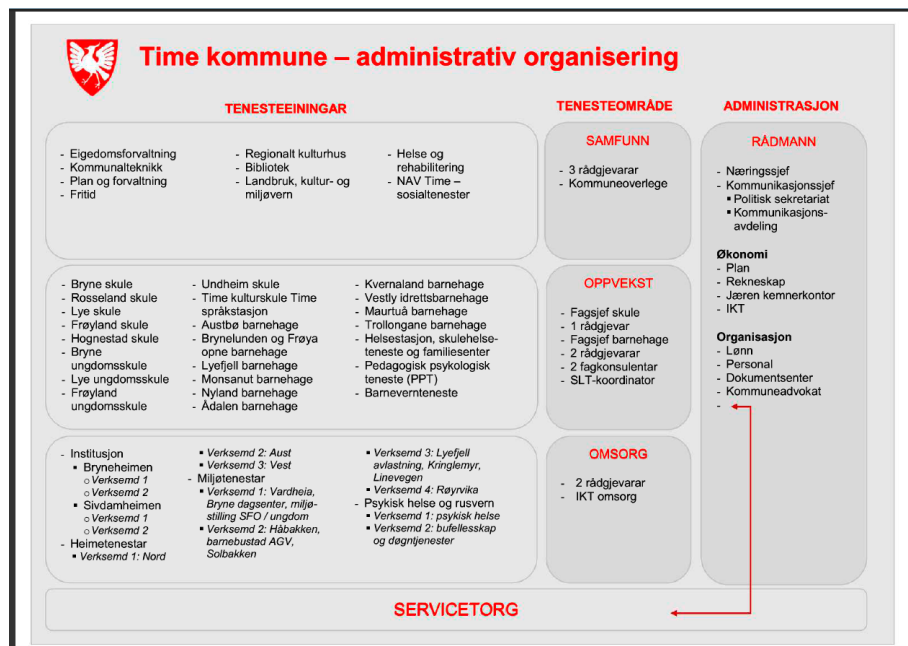 Time kommune – administrativ organisering
TENESTEEININGAR
TENESTEOMRÅDE
ADMINISTRASJON
- Eigedomsforvaltning
- Kommunalteknikk
- Plan og forvaltning
- Fritid
- Regionalt kulturhus
- Bibliotek
- Landbruk, kultur- og
miljøvern
- Helse og
rehabilitering
- NAV Time –
sosialtenester
SAMFUNN
- 3 rådgjevarar
- Kommuneoverlege
RÅDMANN
- Næringssjef
- Kommunikasjonssjef
▪ Politisk sekretariat
▪ Kommunikasjons-
avdeling
Økonomi
- Plan
- Rekneskap
- Jæren kemnerkontor
- IKT
Organisasjon
- Lønn
- Personal
- Dokumentsenter
- Kommuneadvokat
-
- Bryne skule
- Rosseland skule
- Lye skule
- Frøyland skule
- Hognestad skule
- Bryne
ungdomsskule
- Lye ungdomsskule
- Frøyland
ungdomsskule
- Undheim skule
- Time kulturskule Time
språkstasjon
- Austbø barnehage
- Brynelunden og Frøya
opne barnehage
- Lyefjell barnehage
- Monsanut barnehage
- Nyland barnehage
- Ådalen barnehage
- Kvernaland barnehage
- Vestly idrettsbarnehage
- Maurtuå barnehage
- Trollongane barnehage
- Helsestasjon, skulehelse-
teneste og familiesenter
- Pedagogisk psykologisk
teneste (PPT)
- Barnevernteneste
OPPVEKST
- Fagsjef skule
- 1 rådgjevar
- Fagsjef barnehage
- 2 rådgjevarar
- 2 fagkonsulentar
- SLT-koordinator
- Institusjon
▪ Bryneheimen
o Verksemd 1
o Verksemd 2
▪ Sivdamheimen
o Verksemd 1
o Verksemd 2
- Heimetenestar
▪ Verksemd 1: Nord
▪ Verksemd 2: Aust
▪ Verksemd 3: Vest
- Miljøtenestar
▪ Verksemd 1: Vardheia,
Bryne dagsenter, miljø-
stilling SFO / ungdom
▪ Verksemd 2: Håbakken,
barnebustad AGV,
Solbakken
▪ Verksemd 3: Lyefjell
avlastning, Kringlemyr,
Linevegen
▪ Verksemd 4: Røyrvika
- Psykisk helse og rusvern
▪ Verksemd 1: psykisk helse
▪ Verksemd 2: bufellesskap
og døgntjenester
OMSORG
- 2 rådgjevarar
- IKT omsorg
SERVICETORG